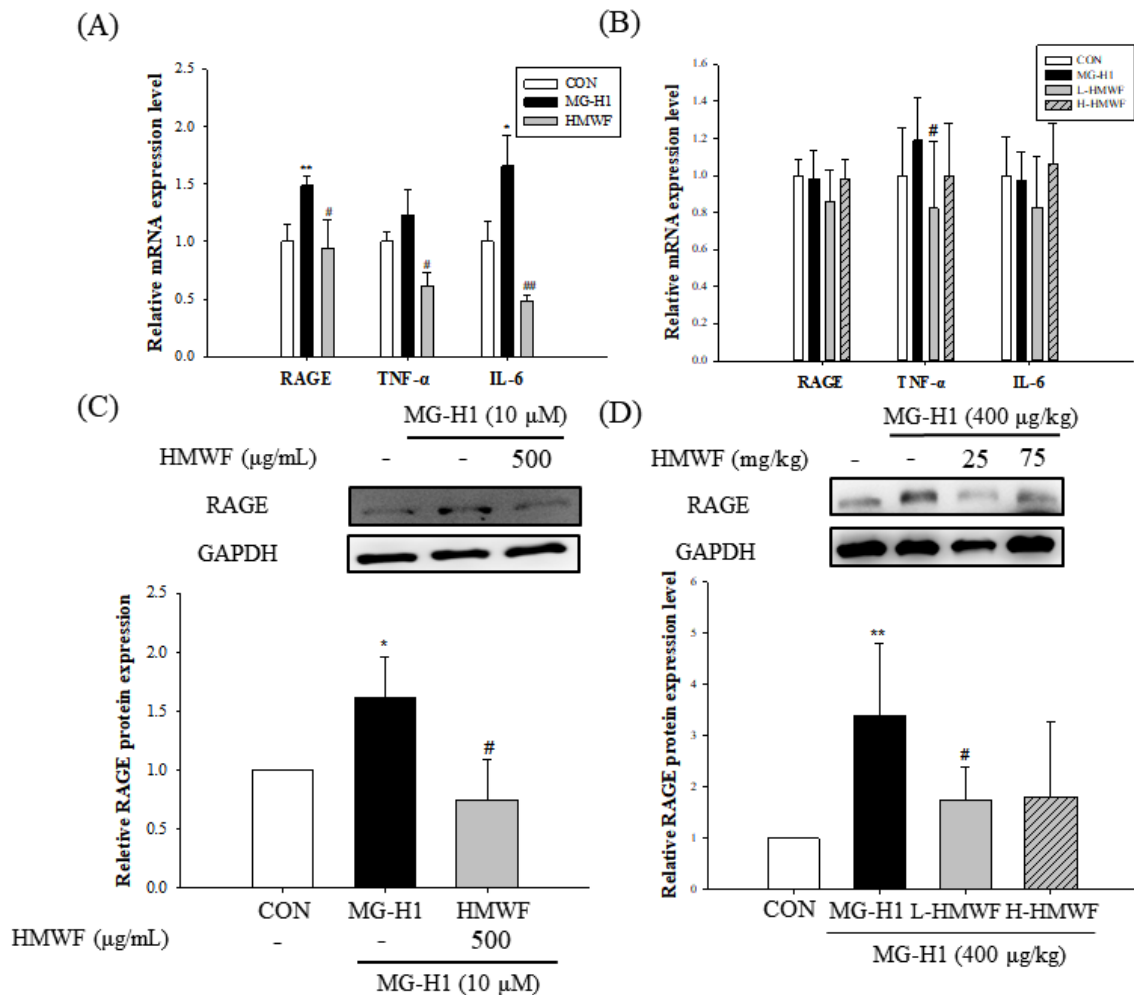 (A)
2.5
2.0
1.5
1.0
0.5
0.0
Relative mRNA expression level
CON
MG-H1
HMWF
**
#
#
*
##
RAGE TNF-α IL-6
(B)
1.6
1.4
1.2
1.0
0.8
0.6
0.4
0.2
0.0
Relative mRNA expression level
CON
MG-H1
L-HMWF
H-HMWF
#
RAGE TNF-α IL-6
(C)
MG-H1 (10 μM)
HMWF (μg/mL) - - 500
RAGE
GAPDH
2.5
2.0
1.5
1.0
0.5
0.0
Reletive RAGE protein expression
*
#
CON MG-H1 HMWF
HMWF (μg/mL) - - 500
MG-H1 (10 μM)
(D)
MG-H1 (400 μg/kg)
HMWF (mg/kg) - - 25 75
RAGE
GAPDH
6
5
4
3
2
1
0
Relative RAGE protein expression level
**
#
CON MG-H1 L-HMWF H-HMWF
MG-H1 (400 μg/kg)